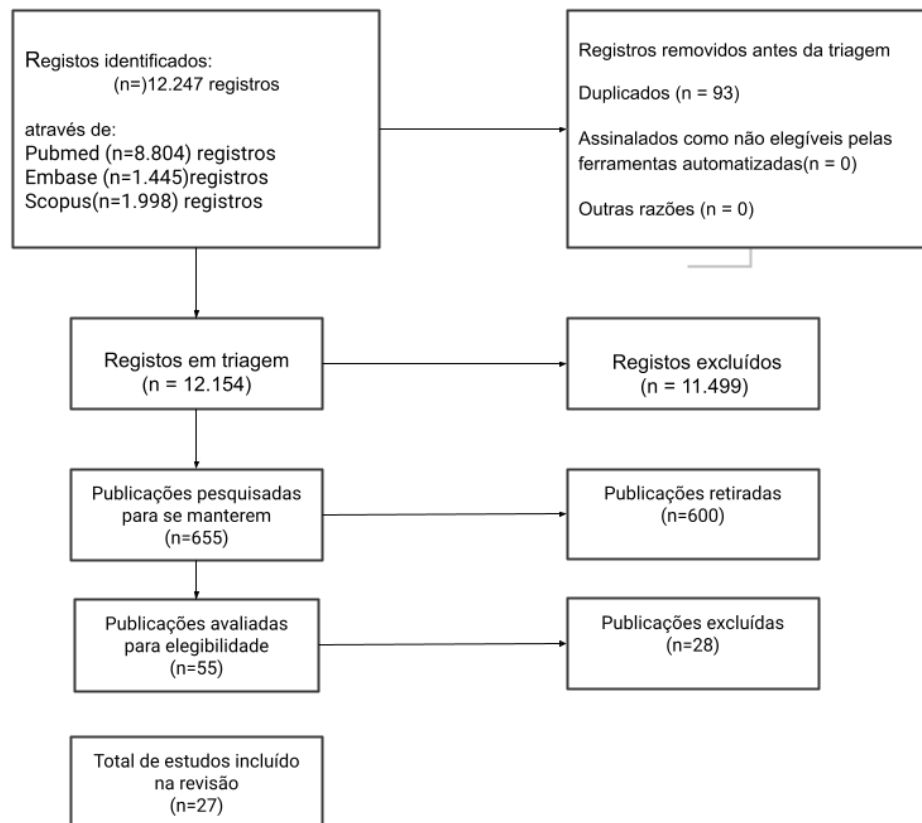 Registos identificados:
(n=)12.247 registros
através de:
Pubmed (n=8.804) registros
Embase (n=1.445)registros
Scopus(n=1.998) registros
Registros removidos antes da triagem
Duplicados (n = 93)
Assinalados como não elegíveis pelas
ferramentas automatizadas(n = 0)
Outras razões (n = 0)
Registos em triagem
(n = 12.154)
Registos excluídos
(n = 11.499)
Publicações pesquisadas
para se manterem
(n=655)
Publicações retiradas
(n=600)
Publicações avaliadas
para elegibilidade
(n=55)
Publicações excluídas
(n=28)
Total de estudos incluído
na revisão
(n=27)